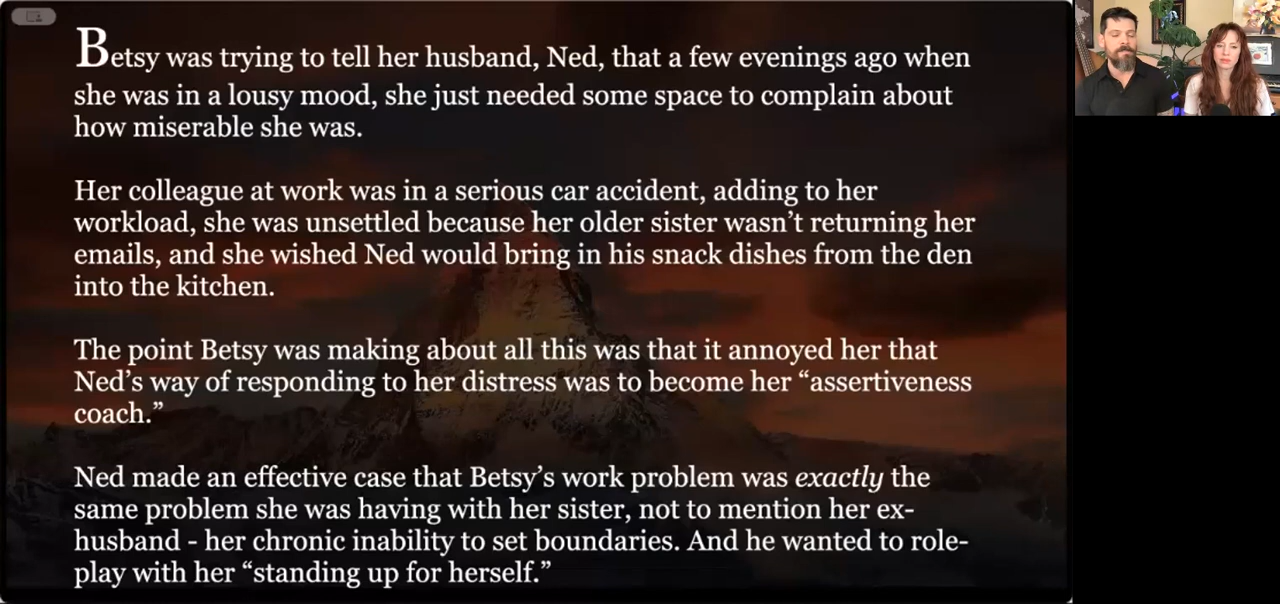 Betsy was trying to tell her husband, Ned, that a few evenings ago when
she was in a lousy mood, she just needed some space to complain about
how miserable she was.
Her colleague at work was in a serious car accident, adding to her
workload, she was unsettled because her older sister wasn’t returning her
emails, and she wished Ned would bring in his snack dishes from the den
into the kitchen.
The point Betsy was making about all this was that it annoyed her that
Ned’s way of responding to her distress was to become her “assertiveness
coach.”
Ned made an effective case that Betsy’s work problem was exactly the
same problem she was having with her sister, not to mention her ex-
husband - her chronic inability to set boundaries. And he wanted to role-
play with her “standing up for herself.”